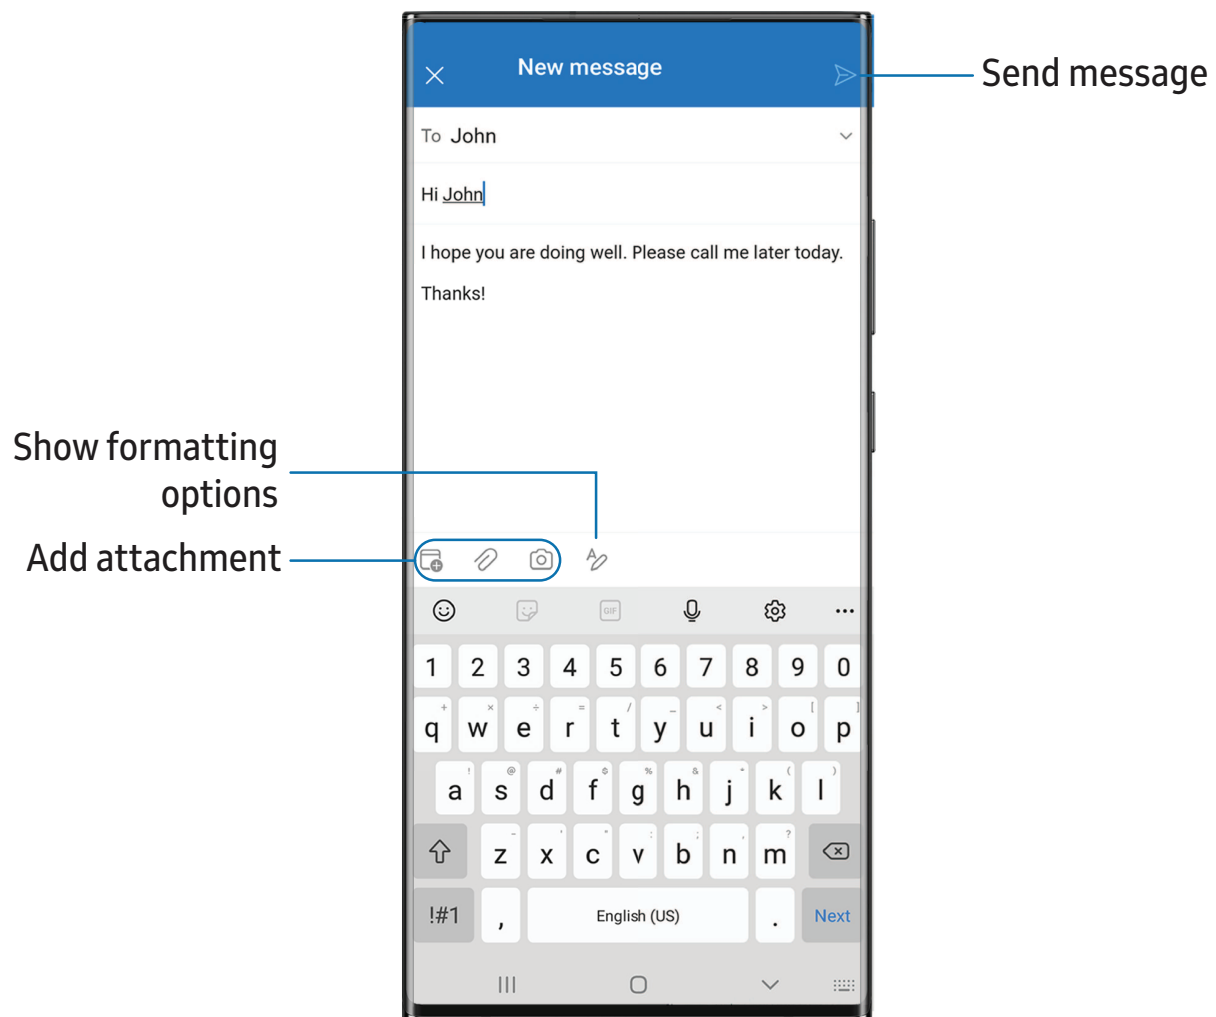 New message
Send message
To John
Hi John
I hope you are doing well. Please call me later today.
Thanks!
Show formatting
options
Add attachment
GIF
1 2 3 4 5 6 7 8 9 0
+ × ÷ = / _ < > [ ]
q w e r t y u i o p
! @ # $ % & * ( )
a s d f g h j k l
- ' " : ; , ?
z x c v b n m
!#1 , English (US) . Next